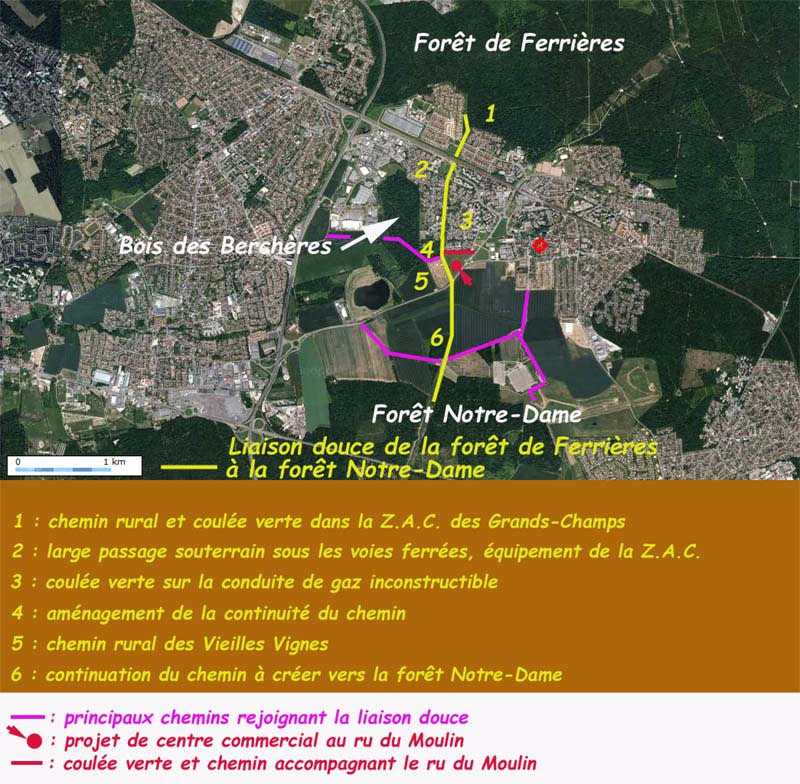 Forêt de Ferrières
1
2
3
Bois des Berchères
4
5
6
Forêt Notre-Dame
Liaison douce de la forêt de Ferrières
à la forêt Notre-Dame
0 1 km
1 : chemin rural et coulée verte dans la Z.A.C. des Grands-Champs
2 : large passage souterrain sous les voies ferrées, équipement de la Z.A.C.
3 : coulée verte sur la conduite de gaz inconstructible
4 : aménagement de la continuité du chemin
5 : chemin rural des Vieilles Vignes
6 : continuation du chemin à créer vers la forêt Notre-Dame
: principaux chemins rejoignant la liaison douce
: projet de centre commercial au ru du Moulin
: coulée verte et chemin accompagnant le ru du Moulin